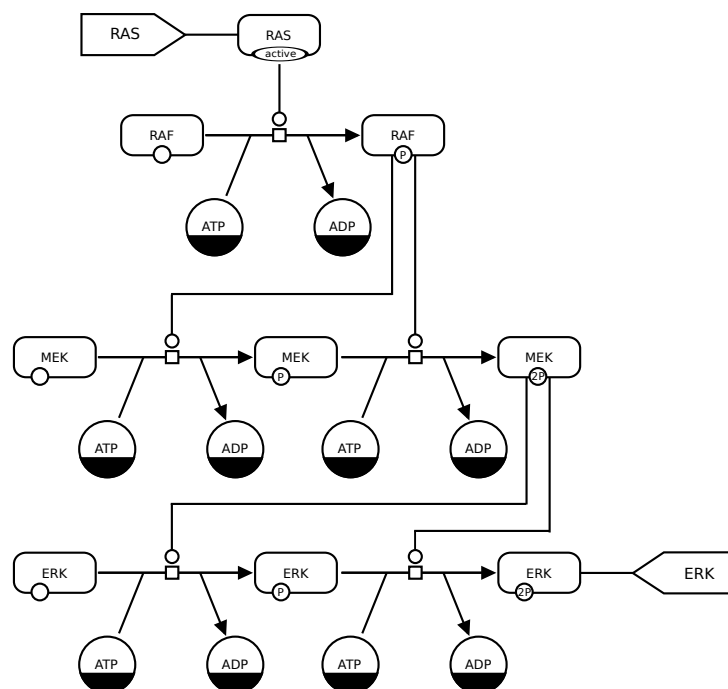 RAS
RAS
active
RAF
RAF
P
ATP
ADP
MEK
MEK
P
MEK
2P
ATP
ADP
ATP
ADP
ERK
ERK
P
ERK
2P
ERK
ATP
ADP
ATP
ADP